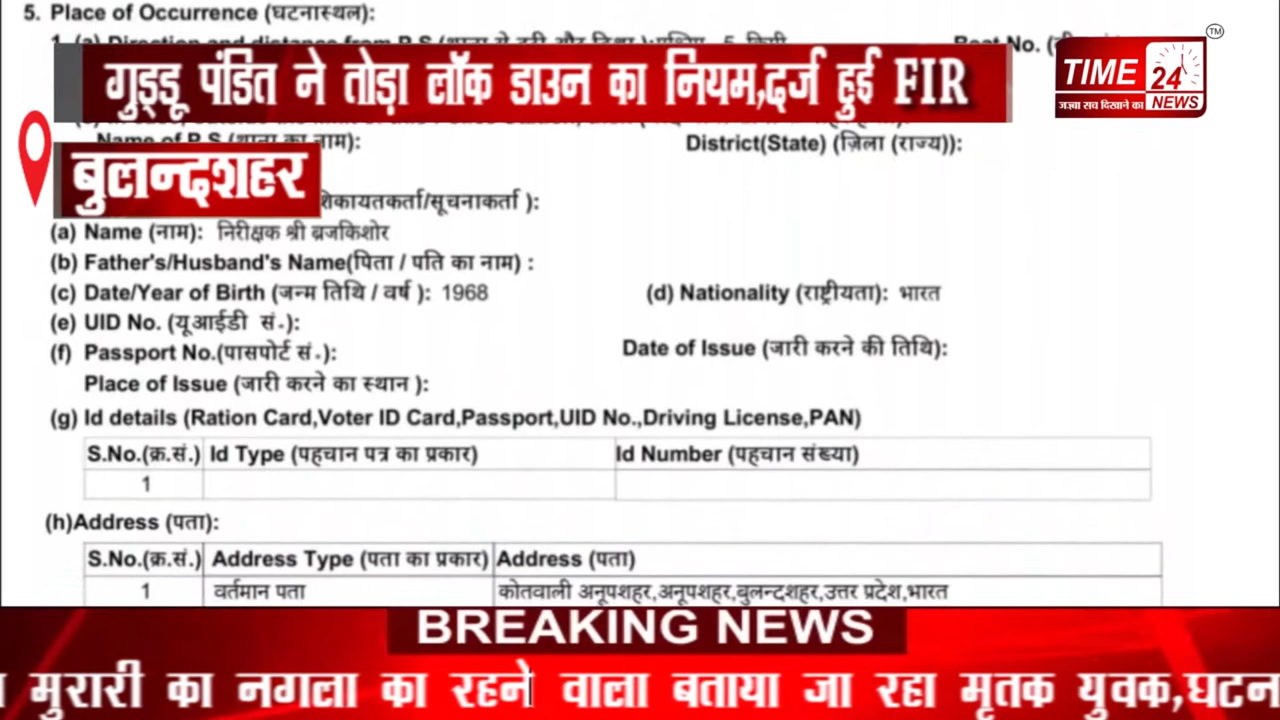 5. Place of Occurrence (घटनास्थल):
गुड्डू पंडित ने तोड़ा लॉक डाउन का नियम,दर्ज हुई FIR
TIME 24 NEWS
TM
जज़्बा सच दिखाने का
District(State) (ज़िला (राज्य)):
बुलन्दशहर
शिकायतकर्ता/सूचनाकर्ता ):
(a) Name (नाम): निरीक्षक श्री ब्रजकिशोर
(b) Father's/Husband's Name(पिता / पति का नाम) :
(c) Date/Year of Birth (जन्म तिथि / वर्ष ): 1968 (d) Nationality (राष्ट्रीयता): भारत
(e) UID No. (यूआईडी सं.):
(f) Passport No.(पासपोर्ट सं.): Date of Issue (जारी करने की तिथि):
Place of Issue (जारी करने का स्थान ):
(g) Id details (Ration Card,Voter ID Card,Passport,UID No.,Driving License,PAN)
S.No.(क्र.सं.) Id Type (पहचान पत्र का प्रकार) Id Number (पहचान संख्या)
1
(h)Address (पता):
S.No.(क्र.सं.) Address Type (पता का प्रकार) Address (पता)
1 वर्तमान पता कोतवाली अनूपशहर,अनूपशहर,बुलन्दशहर,उत्तर प्रदेश,भारत
BREAKING NEWS
मुरारी का नगला का रहने वाला बताया जा रहा मृतक युवक,घटन